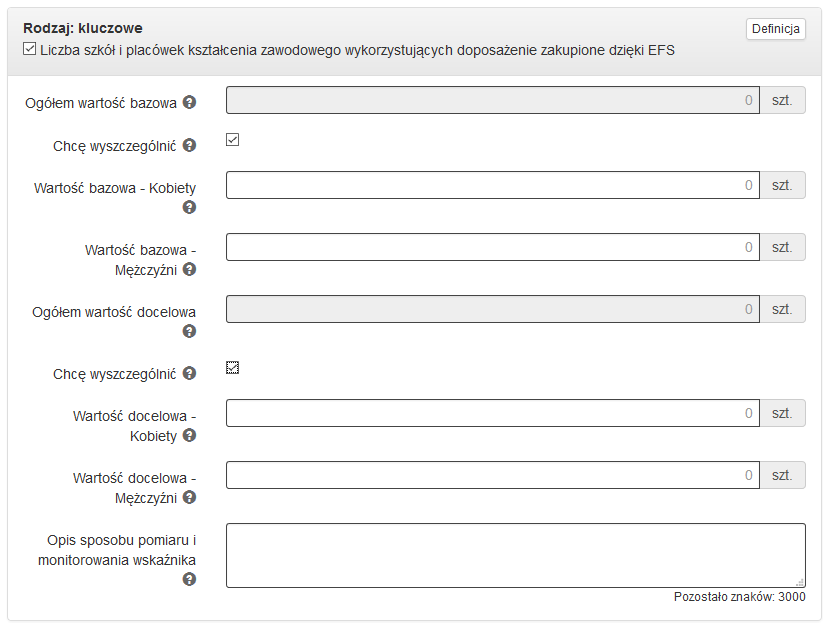 Rodzaj: kluczowe
Definicja
Liczba szkół i placówek kształcenia zawodowego wykorzystujących doposażenie zakupione dzięki EFS
Ogółem wartość bazowa ?
0 szt.
Chcę wyszczególnić ?
Wartość bazowa - Kobiety
?
0 szt.
Wartość bazowa -
Mężczyźni ?
0 szt.
Ogółem wartość docelowa
?
0 szt.
Chcę wyszczególnić ?
Wartość docelowa -
Kobiety ?
0 szt.
Wartość docelowa -
Mężczyźni ?
0 szt.
Opis sposobu pomiaru i
monitorowania wskaźnika
?
Pozostało znaków: 3000